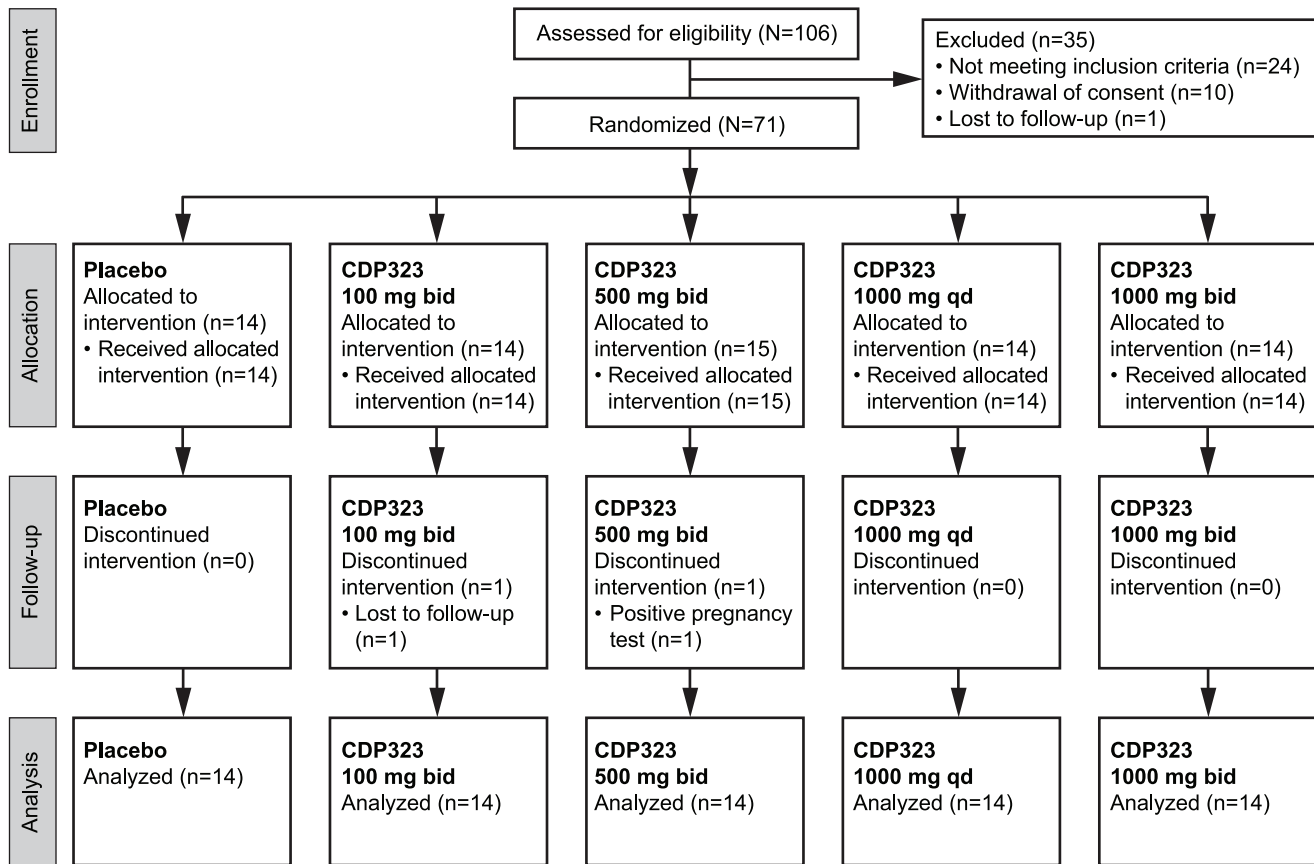 Enrollment
Assessed for eligibility (N=106)
Excluded (n=35)
• Not meeting inclusion criteria (n=24)
• Withdrawal of consent (n=10)
• Lost to follow-up (n=1)
Randomized (N=71)
Allocation
Placebo
Allocated to
intervention (n=14)
• Received allocated
intervention (n=14)
CDP323
100 mg bid
Allocated to
intervention (n=14)
• Received allocated
intervention (n=14)
CDP323
500 mg bid
Allocated to
intervention (n=15)
• Received allocated
intervention (n=15)
CDP323
1000 mg qd
Allocated to
intervention (n=14)
• Received allocated
intervention (n=14)
CDP323
1000 mg bid
Allocated to
intervention (n=14)
• Received allocated
intervention (n=14)
Follow-up
Placebo
Discontinued
intervention (n=0)
CDP323
100 mg bid
Discontinued
intervention (n=1)
• Lost to follow-up
(n=1)
CDP323
500 mg bid
Discontinued
intervention (n=1)
• Positive pregnancy
test (n=1)
CDP323
1000 mg qd
Discontinued
intervention (n=0)
CDP323
1000 mg bid
Discontinued
intervention (n=0)
Analysis
Placebo
Analyzed (n=14)
CDP323
100 mg bid
Analyzed (n=14)
CDP323
500 mg bid
Analyzed (n=14)
CDP323
1000 mg qd
Analyzed (n=14)
CDP323
1000 mg bid
Analyzed (n=14)